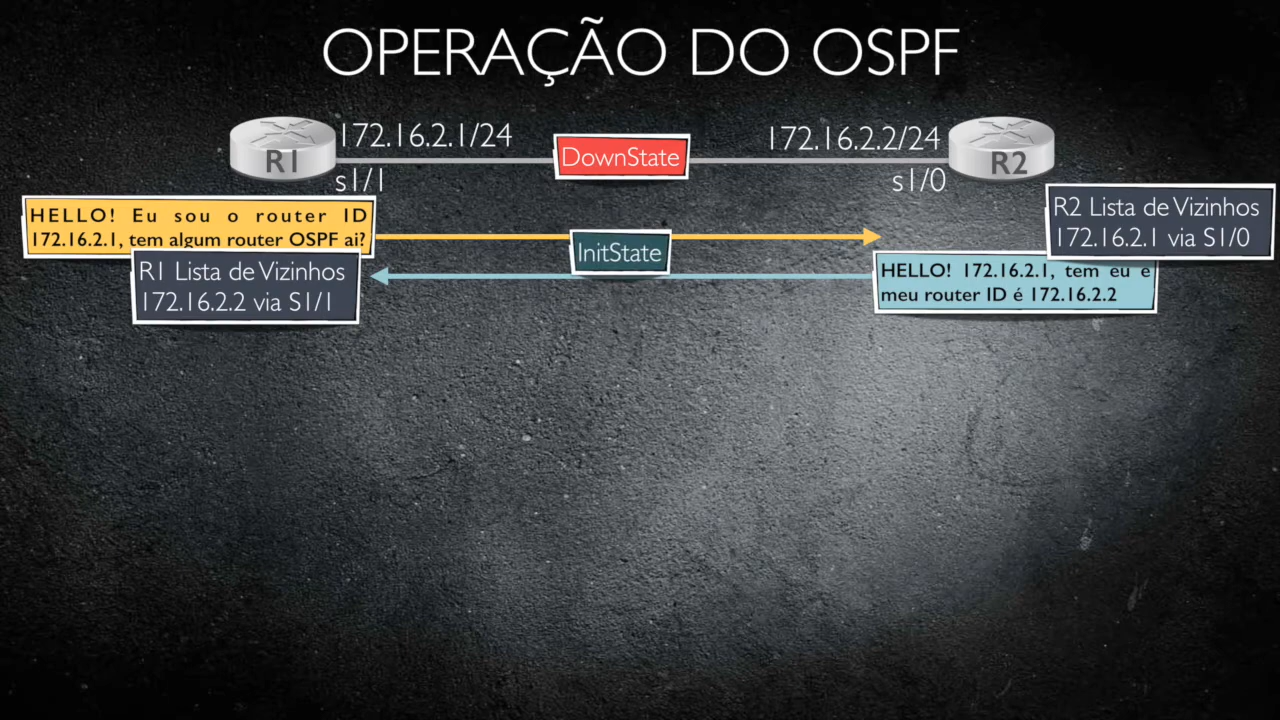 OPERAÇÃO DO OSPF
172.16.2.1/24
172.16.2.2/24
DownState
R1
R2
s1/1
s1/0
HELLO! Eu sou o router ID
172.16.2.1, tem algum router OSPF ai?
R2 Lista de Vizinhos
172.16.2.1 via S1/0
InitState
R1 Lista de Vizinhos
172.16.2.2 via S1/1
HELLO! 172.16.2.1, tem eu e
meu router ID é 172.16.2.2